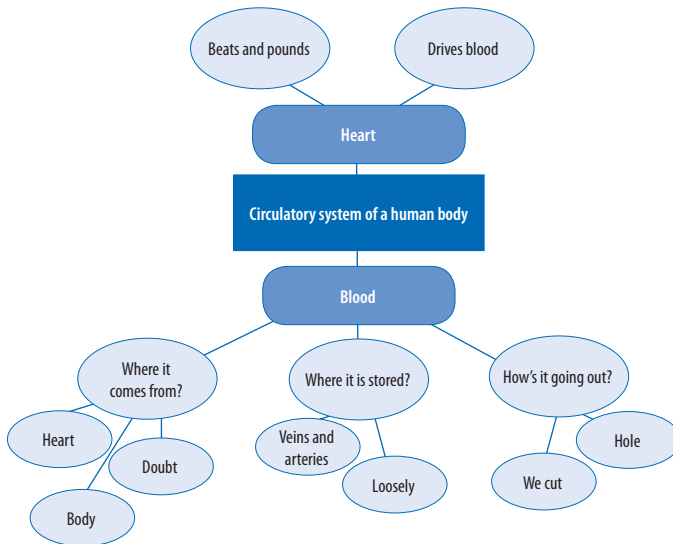 Beats and pounds
Drives blood
Heart
Circulatory system of a human body
Blood
Where it
comes from?
Where it is stored?
How's it going out?
Heart
Doubt
Body
Veins and
arteries
Loosely
We cut
Hole